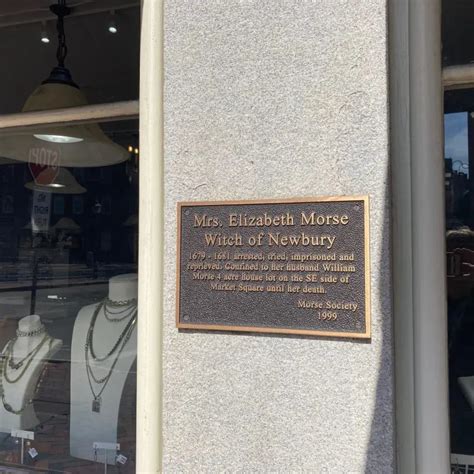 Mrs. Elizabeth Morse
Witch of Newbury
1679 - 1681 arrested, tried, imprisoned and
reprieved. Confined to her husband William
Morse 4 acre house lot on the SE side of
Market Square until her death.
Morse Society
1999